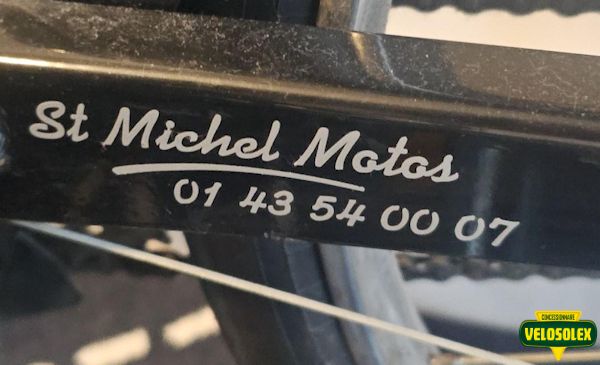 St Michel Motos
01 43 54 00 07
CONCESSIONNAIRE
VELOSOLEX